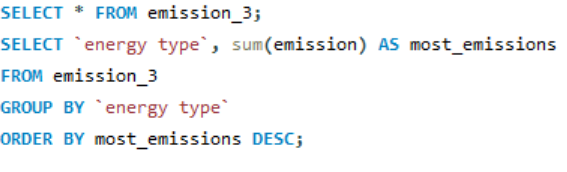 SELECT * FROM emission_3;
SELECT `energy type`, sum(emission) AS most_emissions
FROM emission_3
GROUP BY `energy type`
ORDER BY most_emissions DESC;